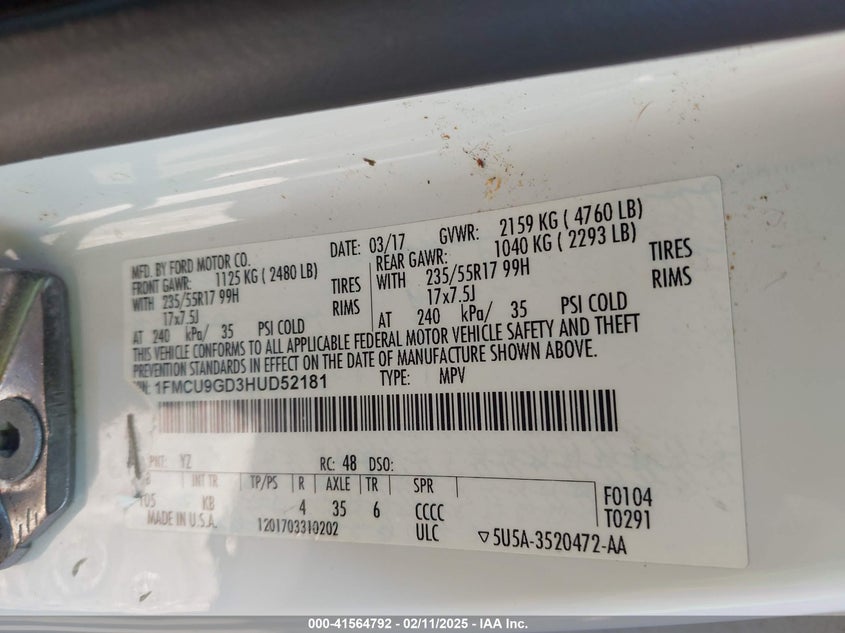 MFD. BY FORD MOTOR CO. DATE: 03/17 GVWR: 2159 KG ( 4760 LB)
FRONT GAWR: 1125 KG ( 2480 LB) REAR GAWR: 1040 KG ( 2293 LB)
WITH 235/55R17 99H TIRES WITH 235/55R17 99H TIRES
17x7.5J RIMS 17x7.5J RIMS
AT 240 kPa/ 35 PSI COLD AT 240 kPa/ 35 PSI COLD
THIS VEHICLE CONFORMS TO ALL APPLICABLE FEDERAL MOTOR VEHICLE SAFETY AND THEFT
PREVENTION STANDARDS IN EFFECT ON THE DATE OF MANUFACTURE SHOWN ABOVE.
1FMCU9GD3HUD52181 TYPE: MPV
PNT: YZ RC: 48 DSO:
INT TR TP/PS R AXLE TR SPR F0104
KB 4 35 6 CCCC T0291
MADE IN U.S.A. 1201703310202 ULC ▽5U5A-3520472-AA
000-41564792 — 02/11/2025 — IAA Inc.